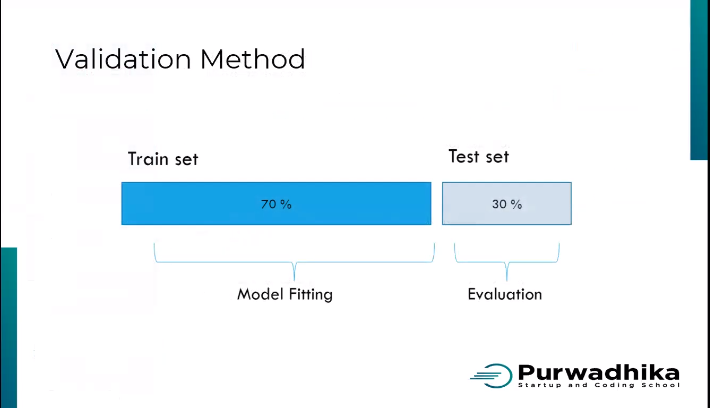 Validation Method
Train set
Test set
70 %
30 %
Model Fitting
Evaluation
Purwadhika
Startup and Coding School